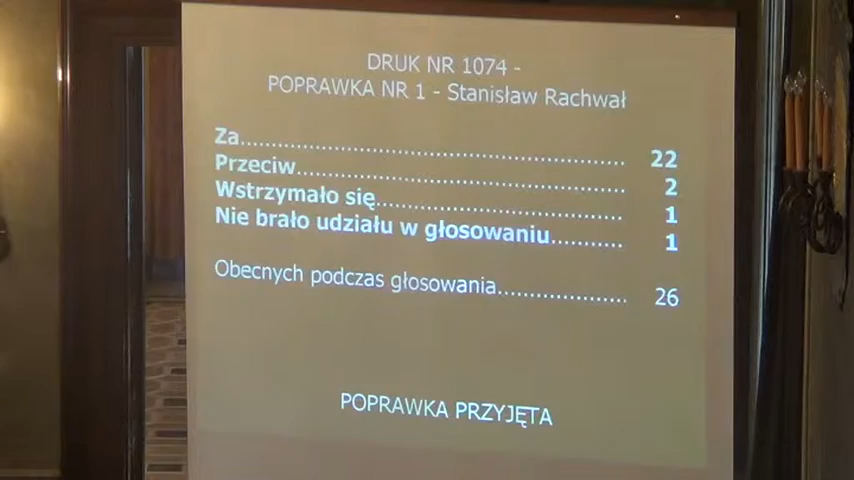 DRUK NR 1074 -
POPRAWKA NR 1 - Stanisław Rachwał
Za............................................................ 22
Przeciw.................................................... 2
Wstrzymało się....................................... 1
Nie brało udziału w głosowaniu........... 1
Obecnych podczas głosowania..................... 26
POPRAWKA PRZYJĘTA